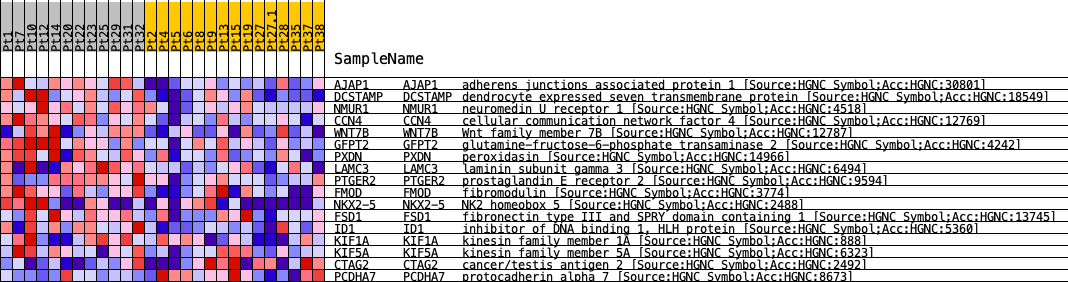 Pt1 Pt7 Pt10 Pt12 Pt14 Pt20 Pt22 Pt23 Pt25 Pt29 Pt31 Pt32 Pt2 Pt4 Pt5 Pt6 Pt8 Pt9 Pt13 Pt15 Pt19 Pt27 Pt27.1 Pt28 Pt35 Pt37 Pt38
SampleName
AJAP1 AJAP1 adherens junctions associated protein 1 [Source:HGNC Symbol;Acc:HGNC:30801]
DCSTAMP DCSTAMP dendrocyte expressed seven transmembrane protein [Source:HGNC Symbol;Acc:HGNC:18549]
NMUR1 NMUR1 neuromedin U receptor 1 [Source:HGNC Symbol;Acc:HGNC:4518]
CCN4 CCN4 cellular communication network factor 4 [Source:HGNC Symbol;Acc:HGNC:12769]
WNT7B WNT7B Wnt family member 7B [Source:HGNC Symbol;Acc:HGNC:12787]
GFPT2 GFPT2 glutamine-fructose-6-phosphate transaminase 2 [Source:HGNC Symbol;Acc:HGNC:4242]
PXDN PXDN peroxidasin [Source:HGNC Symbol;Acc:HGNC:14966]
LAMC3 LAMC3 laminin subunit gamma 3 [Source:HGNC Symbol;Acc:HGNC:6494]
PTGER2 PTGER2 prostaglandin E receptor 2 [Source:HGNC Symbol;Acc:HGNC:9594]
FMOD FMOD fibromodulin [Source:HGNC Symbol;Acc:HGNC:3774]
NKX2-5 NKX2-5 NK2 homeobox 5 [Source:HGNC Symbol;Acc:HGNC:2488]
FSD1 FSD1 fibronectin type III and SPRY domain containing 1 [Source:HGNC Symbol;Acc:HGNC:13745]
ID1 ID1 inhibitor of DNA binding 1, HLH protein [Source:HGNC Symbol;Acc:HGNC:5360]
KIF1A KIF1A kinesin family member 1A [Source:HGNC Symbol;Acc:HGNC:888]
KIF5A KIF5A kinesin family member 5A [Source:HGNC Symbol;Acc:HGNC:6323]
CTAG2 CTAG2 cancer/testis antigen 2 [Source:HGNC Symbol;Acc:HGNC:2492]
PCDHA7 PCDHA7 protocadherin alpha 7 [Source:HGNC Symbol;Acc:HGNC:8673]